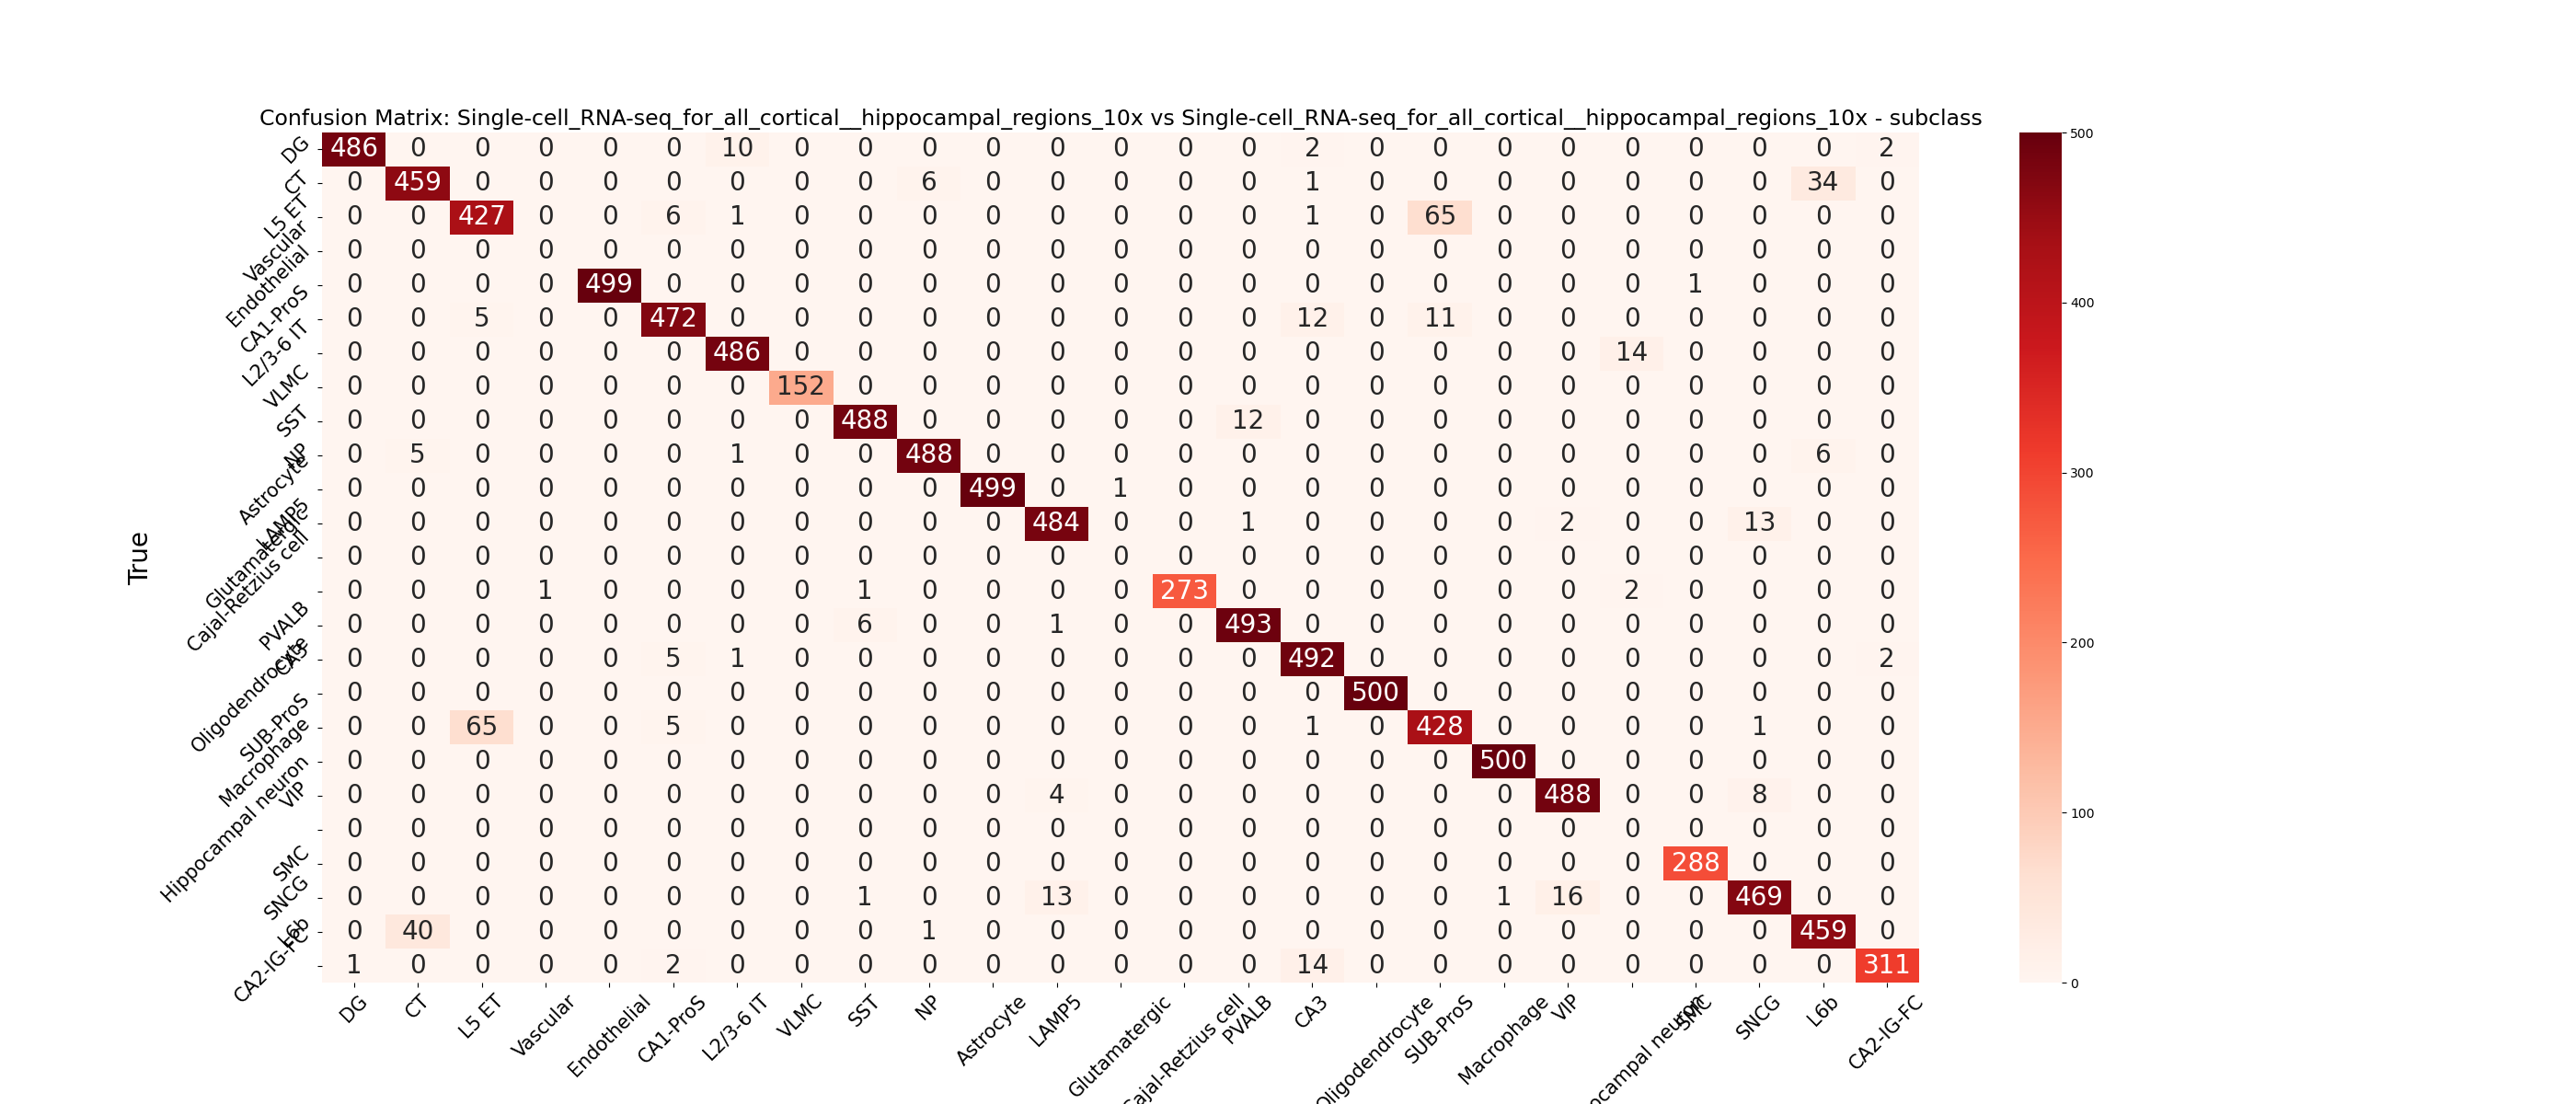 Confusion Matrix: Single-cell_RNA-seq_for_all_cortical__hippocampal_regions_10x vs Single-cell_RNA-seq_for_all_cortical__hippocampal_regions_10x - subclass
DG 486 0 0 0 0 0 10 0 0 0 0 0 0 0 0 2 0 0 0 0 0 0 0 0 2
CT 0 459 0 0 0 0 0 0 0 6 0 0 0 0 0 1 0 0 0 0 0 0 0 34 0
L5 ET 0 0 427 0 0 6 1 0 0 0 0 0 0 0 0 1 0 65 0 0 0 0 0 0 0
Vascular 0 0 0 0 0 0 0 0 0 0 0 0 0 0 0 0 0 0 0 0 0 0 0 0 0
Endothelial 0 0 0 0 499 0 0 0 0 0 0 0 0 0 0 0 0 0 0 0 0 1 0 0 0
CA1-ProS 0 0 5 0 0 472 0 0 0 0 0 0 0 0 0 12 0 11 0 0 0 0 0 0 0
L2/3-6 IT 0 0 0 0 0 0 486 0 0 0 0 0 0 0 0 0 0 0 0 0 14 0 0 0 0
VLMC 0 0 0 0 0 0 0 152 0 0 0 0 0 0 0 0 0 0 0 0 0 0 0 0 0
SST 0 0 0 0 0 0 0 0 488 0 0 0 0 0 12 0 0 0 0 0 0 0 0 0 0
NP 0 5 0 0 0 0 1 0 0 488 0 0 0 0 0 0 0 0 0 0 0 0 0 6 0
Astrocyte 0 0 0 0 0 0 0 0 0 0 499 0 1 0 0 0 0 0 0 0 0 0 0 0 0
LAMP5 0 0 0 0 0 0 0 0 0 0 0 484 0 0 1 0 0 0 0 2 0 0 13 0 0
Glutamatergic 0 0 0 0 0 0 0 0 0 0 0 0 0 0 0 0 0 0 0 0 0 0 0 0 0
Cajal-Retzius cell 0 0 0 1 0 0 0 0 1 0 0 0 0 273 0 0 0 0 0 0 2 0 0 0 0
PVALB 0 0 0 0 0 0 0 0 6 0 0 1 0 0 493 0 0 0 0 0 0 0 0 0 0
CA3 0 0 0 0 0 5 1 0 0 0 0 0 0 0 0 492 0 0 0 0 0 0 0 0 2
Oligodendrocyte 0 0 0 0 0 0 0 0 0 0 0 0 0 0 0 0 500 0 0 0 0 0 0 0 0
SUB-ProS 0 0 65 0 0 5 0 0 0 0 0 0 0 0 0 1 0 428 0 0 0 0 1 0 0
Macrophage 0 0 0 0 0 0 0 0 0 0 0 0 0 0 0 0 0 0 500 0 0 0 0 0 0
VIP 0 0 0 0 0 0 0 0 0 0 0 4 0 0 0 0 0 0 0 488 0 0 8 0 0
Hippocampal neuron 0 0 0 0 0 0 0 0 0 0 0 0 0 0 0 0 0 0 0 0 0 0 0 0 0
SMC 0 0 0 0 0 0 0 0 0 0 0 0 0 0 0 0 0 0 0 0 0 288 0 0 0
SNCG 0 0 0 0 0 0 0 0 1 0 0 13 0 0 0 0 0 0 1 16 0 0 469 0 0
L6b 0 40 0 0 0 0 0 0 0 1 0 0 0 0 0 0 0 0 0 0 0 0 0 459 0
CA2-IG-FC 1 0 0 0 0 2 0 0 0 0 0 0 0 0 0 14 0 0 0 0 0 0 0 0 311
True
DG CT L5 ET Vascular Endothelial CA1-ProS L2/3-6 IT VLMC SST NP Astrocyte LAMP5 Glutamatergic Cajal-Retzius cell PVALB CA3 Oligodendrocyte SUB-ProS Macrophage VIP ocampal neuron SMC SNCG L6b CA2-IG-FC
500
400
300
200
100
0